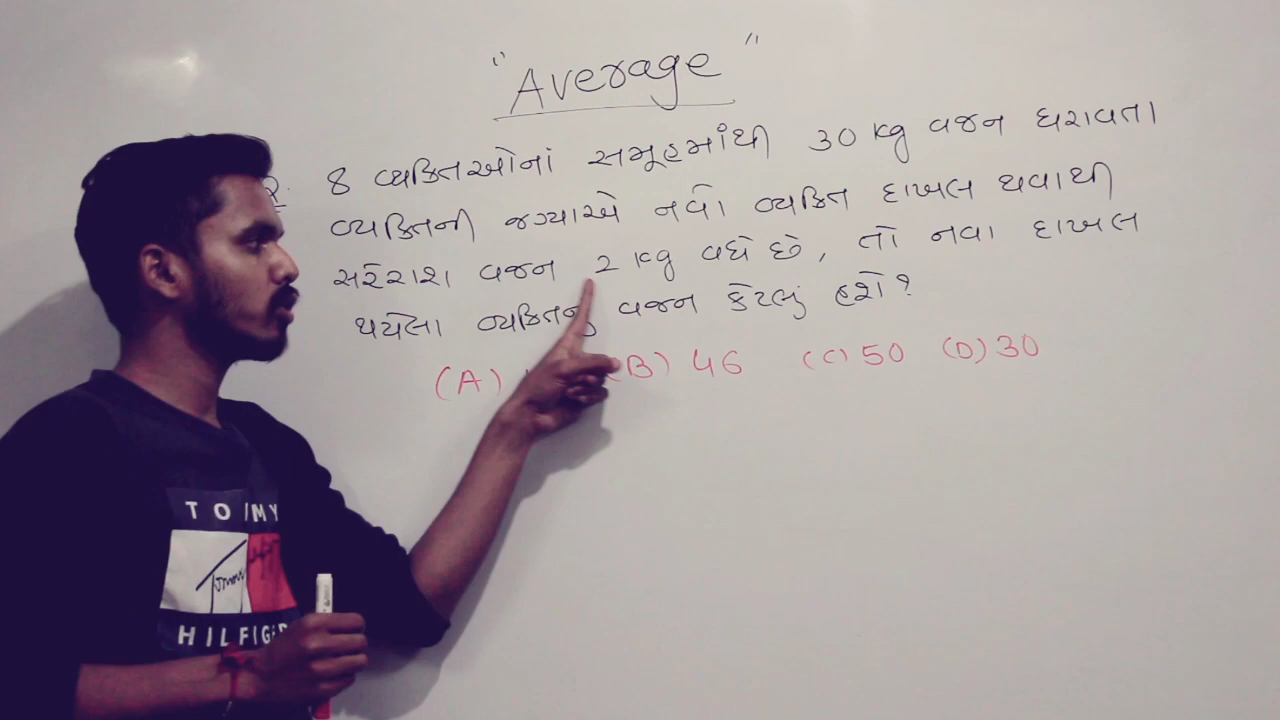 "Average"
8 વ્યક્તિઓનાં સમૂહમાંથી 30 kg વજન ધરાવતા
વ્યક્તિની જગ્યાએ નવી વ્યક્તિ દાખલ થવાથી
સરેરાશ વજન 2 kg વધે છે, તો નવા દાખલ
થયેલા વ્યક્તિનું વજન કેટલું હશે?
(A) (B) 46 (C) 50 (D) 30
TOMMY
HILFIG